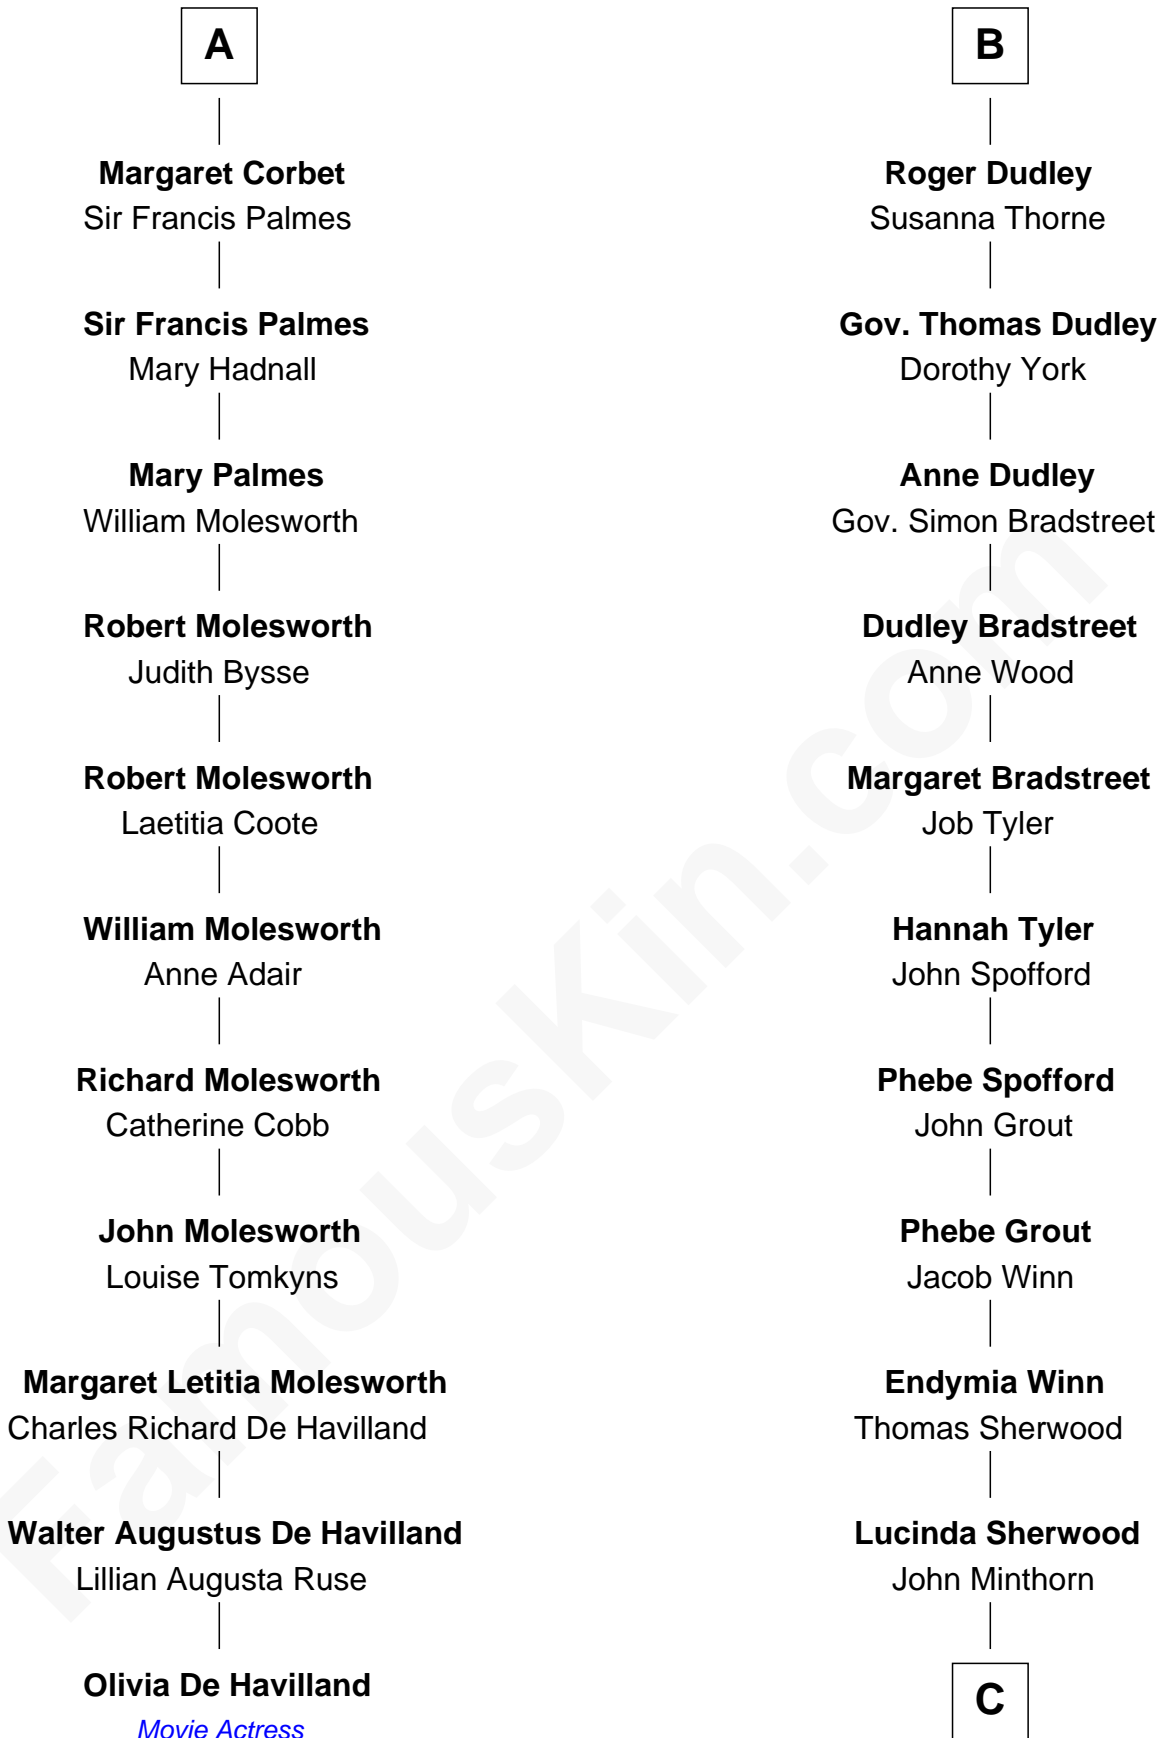 A
Margaret Corbet
Sir Francis Palmes
Sir Francis Palmes
Mary Hadnall
Mary Palmes
William Molesworth
Robert Molesworth
Judith Bysse
Robert Molesworth
Laetitia Coote
William Molesworth
Anne Adair
Richard Molesworth
Catherine Cobb
John Molesworth
Louise Tomkyns
Margaret Letitia Molesworth
Charles Richard De Havilland
Walter Augustus De Havilland
Lillian Augusta Ruse
Olivia De Havilland
Movie Actress
B
Roger Dudley
Susanna Thorne
Gov. Thomas Dudley
Dorothy York
Anne Dudley
Gov. Simon Bradstreet
Dudley Bradstreet
Anne Wood
Margaret Bradstreet
Job Tyler
Hannah Tyler
John Spofford
Phebe Spofford
John Grout
Phebe Grout
Jacob Winn
Endymia Winn
Thomas Sherwood
Lucinda Sherwood
John Minthorn
C
FamousKin.com